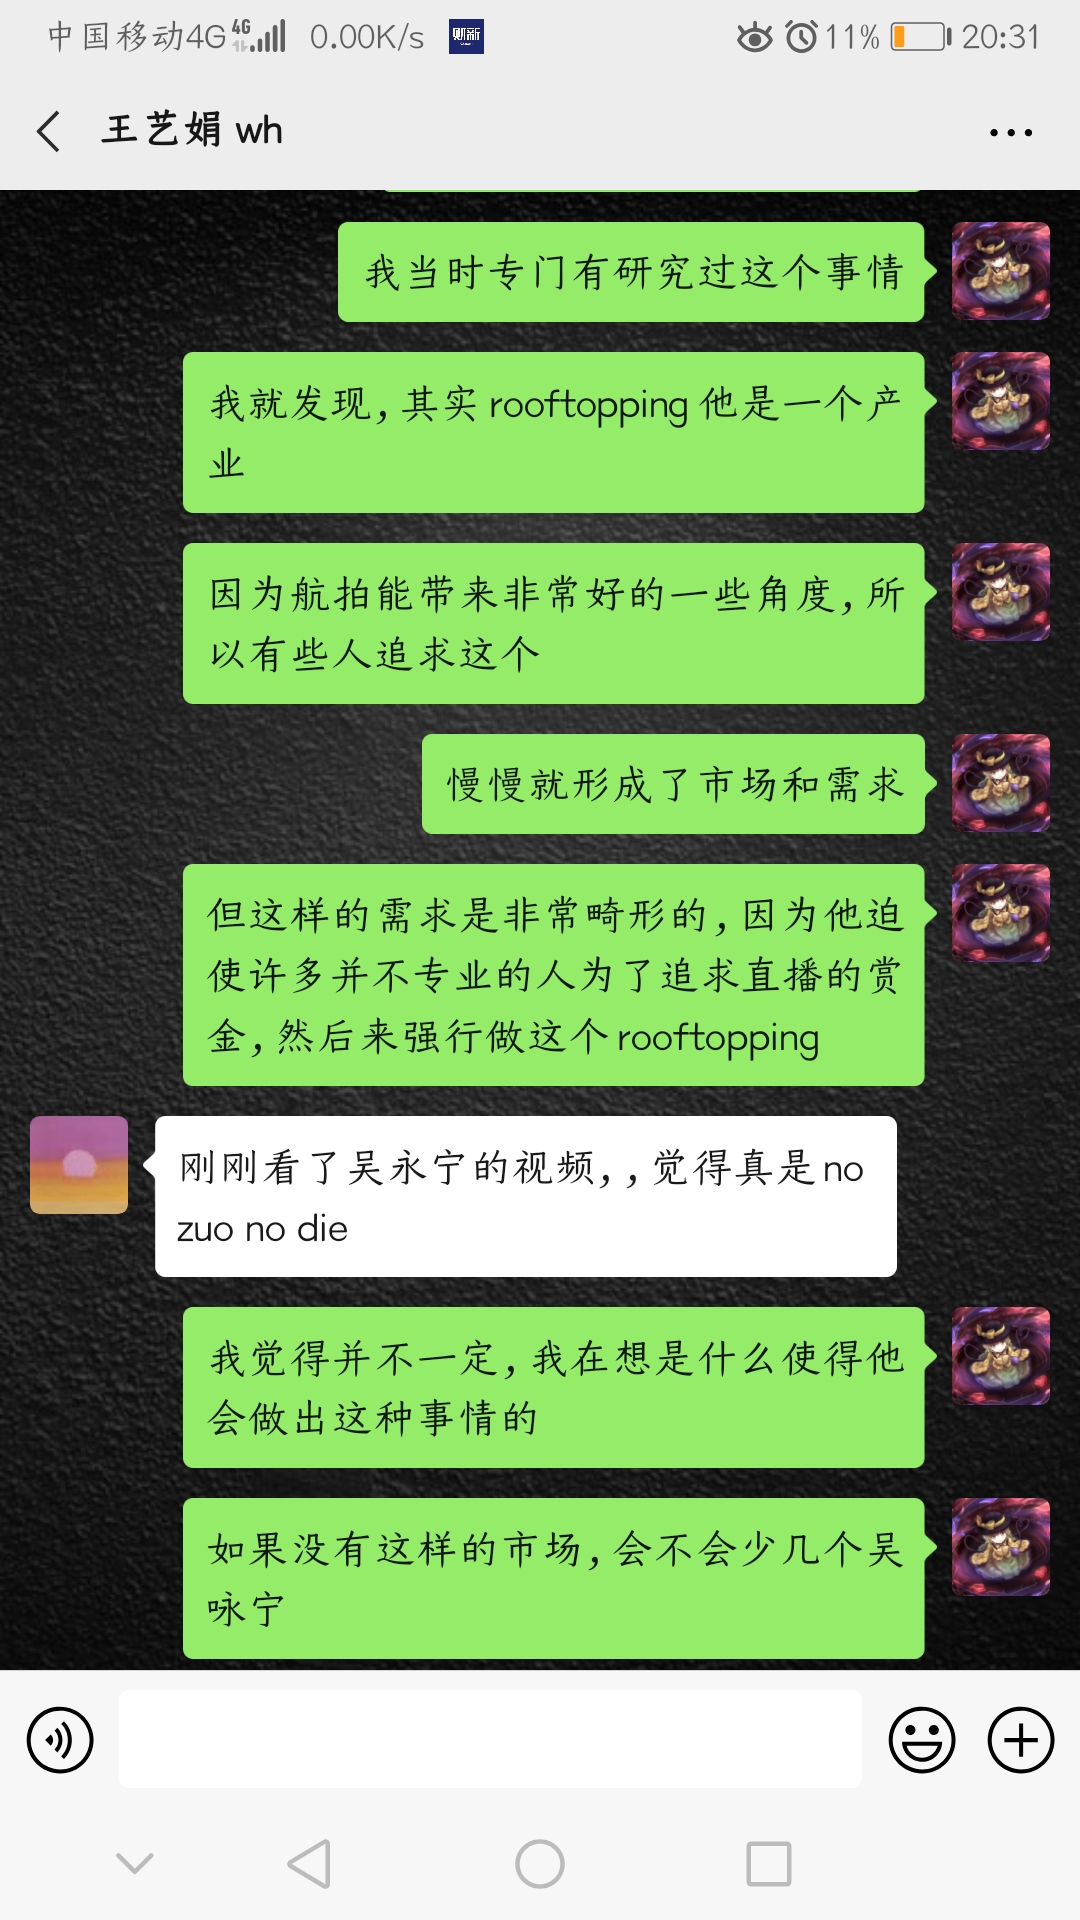 中国移动4G 4G 0.00K/s 财新 11% 20:31
王艺娟 wh
我当时专门有研究过这个事情
我就发现,其实rooftopping他是一个产
业
因为航拍能带来非常好的一些角度,所
以有些人追求这个
慢慢就形成了市场和需求
但这样的需求是非常畸形的,因为他迫
使许多并不专业的人为了追求直播的赏
金,然后来强行做这个rooftopping
刚刚看了吴永宁的视频,,觉得真是no
zuo no die
我觉得并不一定,我在想是什么使得他
会做出这种事情的
如果没有这样的市场,会不会少几个吴
咏宁